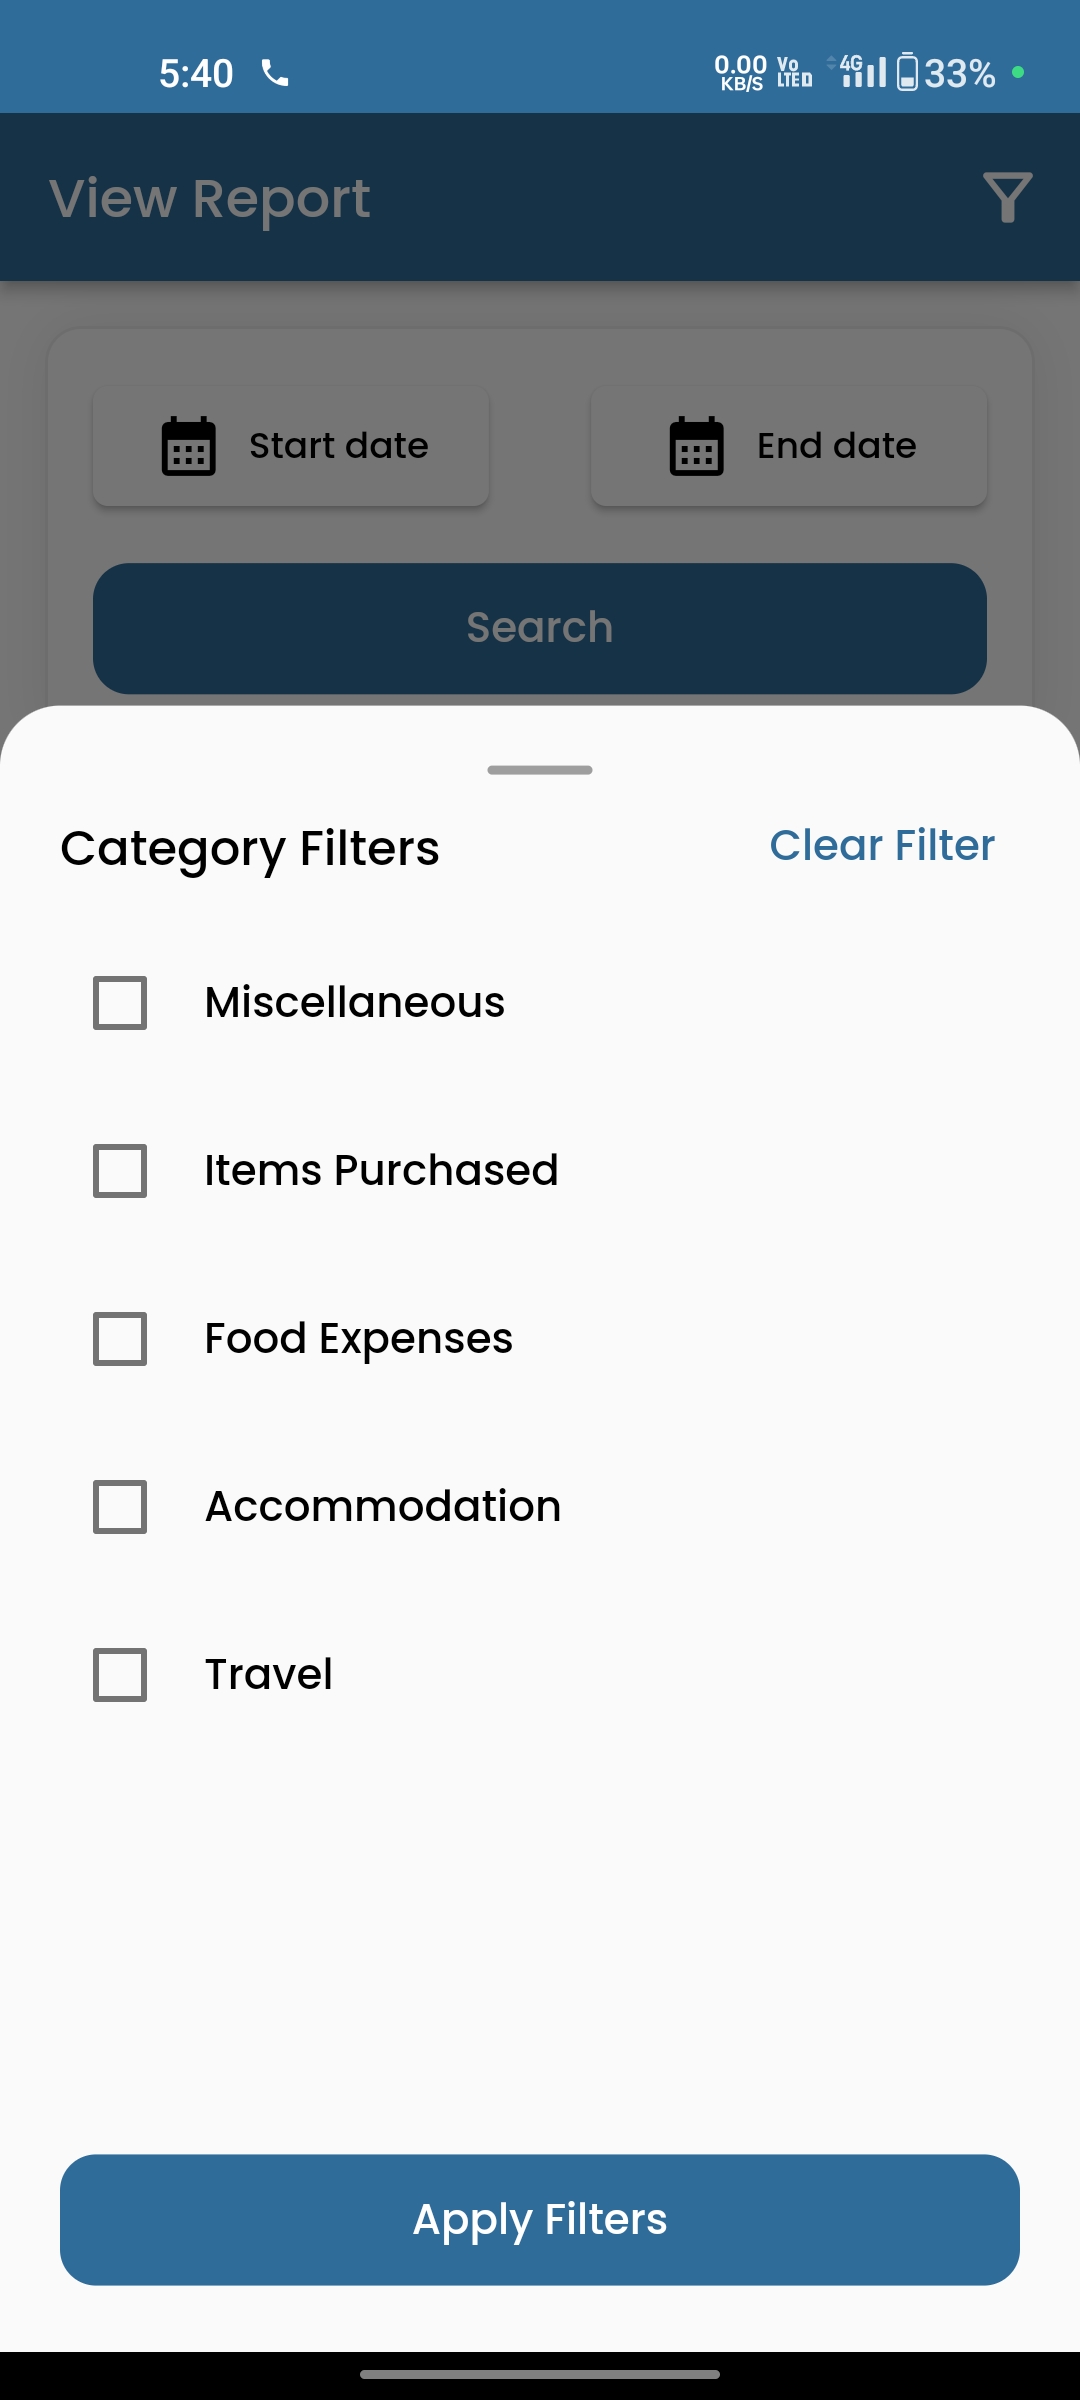 5:40 0.00 KB/S Vo LTE D 4G 33%
View Report
Start date End date
Search
Category Filters Clear Filter
Miscellaneous
Items Purchased
Food Expenses
Accommodation
Travel
Apply Filters